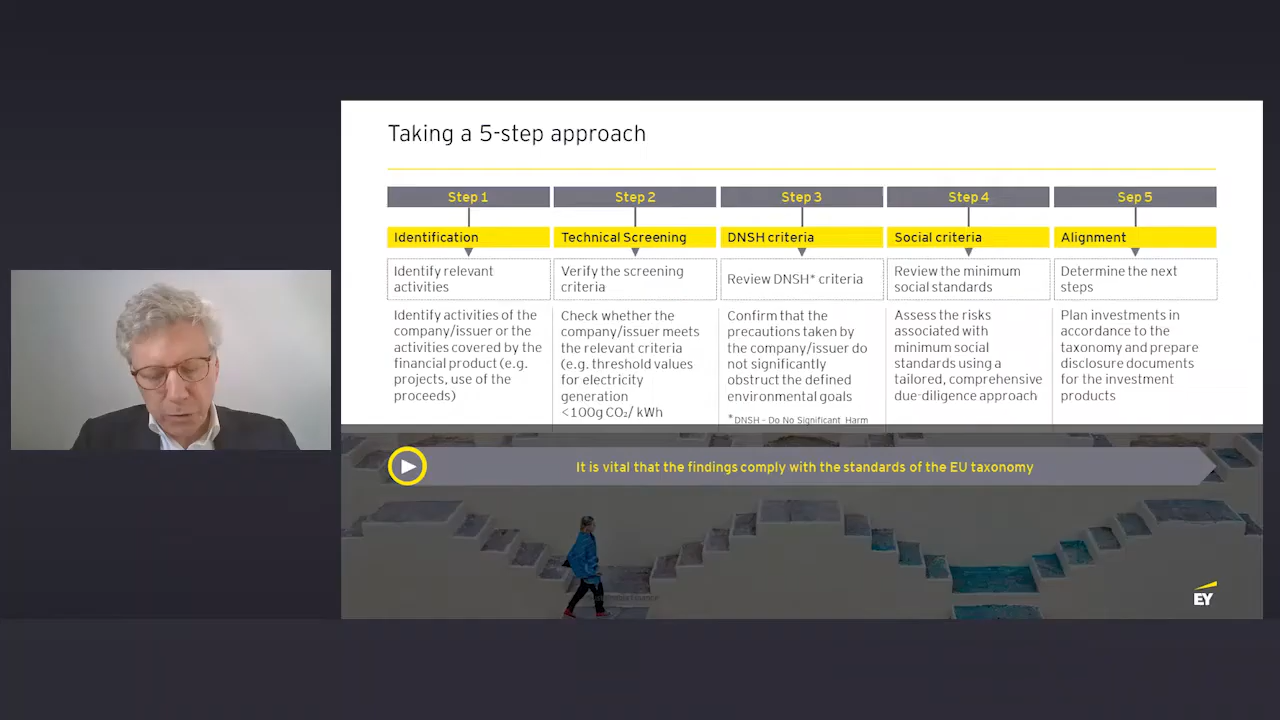 Taking a 5-step approach
Step 1
Step 2
Step 3
Step 4
Sep 5
Identification
Technical Screening
DNSH criteria
Social criteria
Alignment
Identify relevant
activities
Verify the screening
criteria
Review DNSH* criteria
Review the minimum
social standards
Determine the next
steps
Identify activities of the
company/issuer or the
activities covered by the
financial product (e.g.
projects, use of the
proceeds)
Check whether the
company/issuer meets
the relevant criteria
(e.g. threshold values
for electricity
generation
<100g CO₂/ kWh
Confirm that the
precautions taken by
the company/issuer do
not significantly
obstruct the defined
environmental goals
*DNSH - Do No Significant Harm
Assess the risks
associated with
minimum social
standards using a
tailored, comprehensive
due-diligence approach
Plan investments in
accordance to the
taxonomy and prepare
disclosure documents
for the investment
products
It is vital that the findings comply with the standards of the EU taxonomy
EY